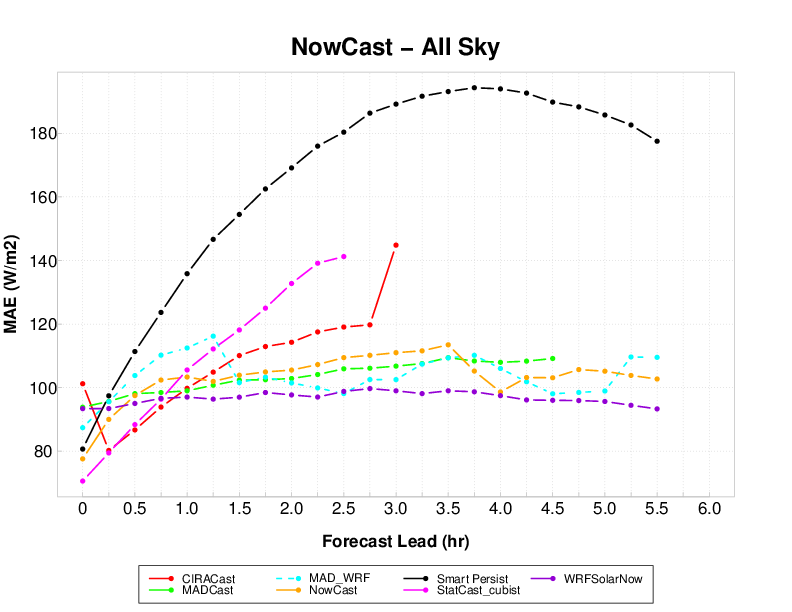 NowCast – All Sky
MAE (W/m2)
180
160
140
120
100
80
0 0.5 1.0 1.5 2.0 2.5 3.0 3.5 4.0 4.5 5.0 5.5 6.0
Forecast Lead (hr)
CIRACast MAD_WRF Smart Persist WRFSolarNow
MADCast NowCast StatCast_cubist